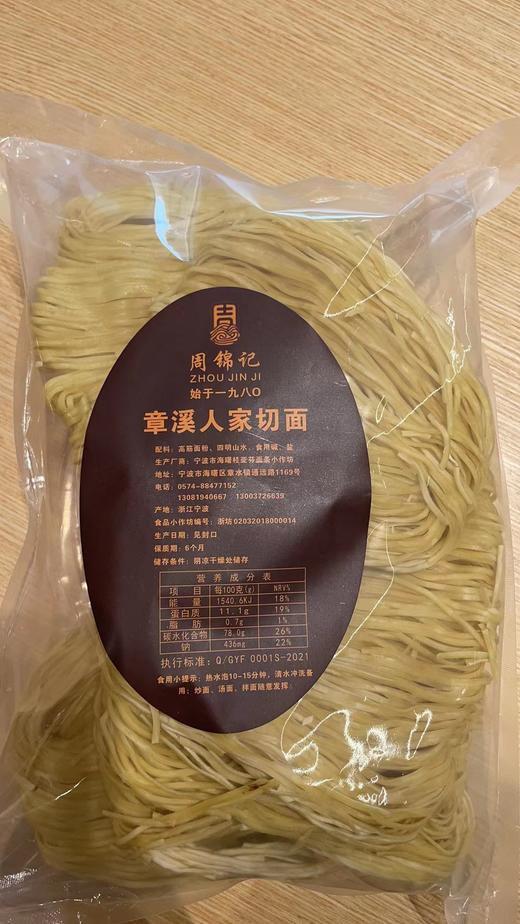 周
周锦记
ZHOU JIN JI
始于一九八〇
章溪人家切面
配料：高筋面粉、四明山水、食用碱、盐
生产厂商：宁波市海曙桂亚芬面条小作坊
地址：宁波市海曙区章水镇通远路1169号
电话：0574-88477152
13081940667 13003726639
产地：浙江宁波
食品小作坊编号：浙坊02032018000014
生产日期：见封口
保质期：6个月
储存条件：阴凉干燥处储存
营养成分表
项目 每100克(g) NRV%
能量 1540.6KJ 18%
蛋白质 11.1g 19%
脂肪 0.7g 1%
碳水化合物 78.0g 26%
钠 436mg 22%
执行标准：Q/GYF 0001S-2021
食用小提示：热水泡10-15分钟，清水冲洗备
用；炒面、汤面、拌面随意发挥。